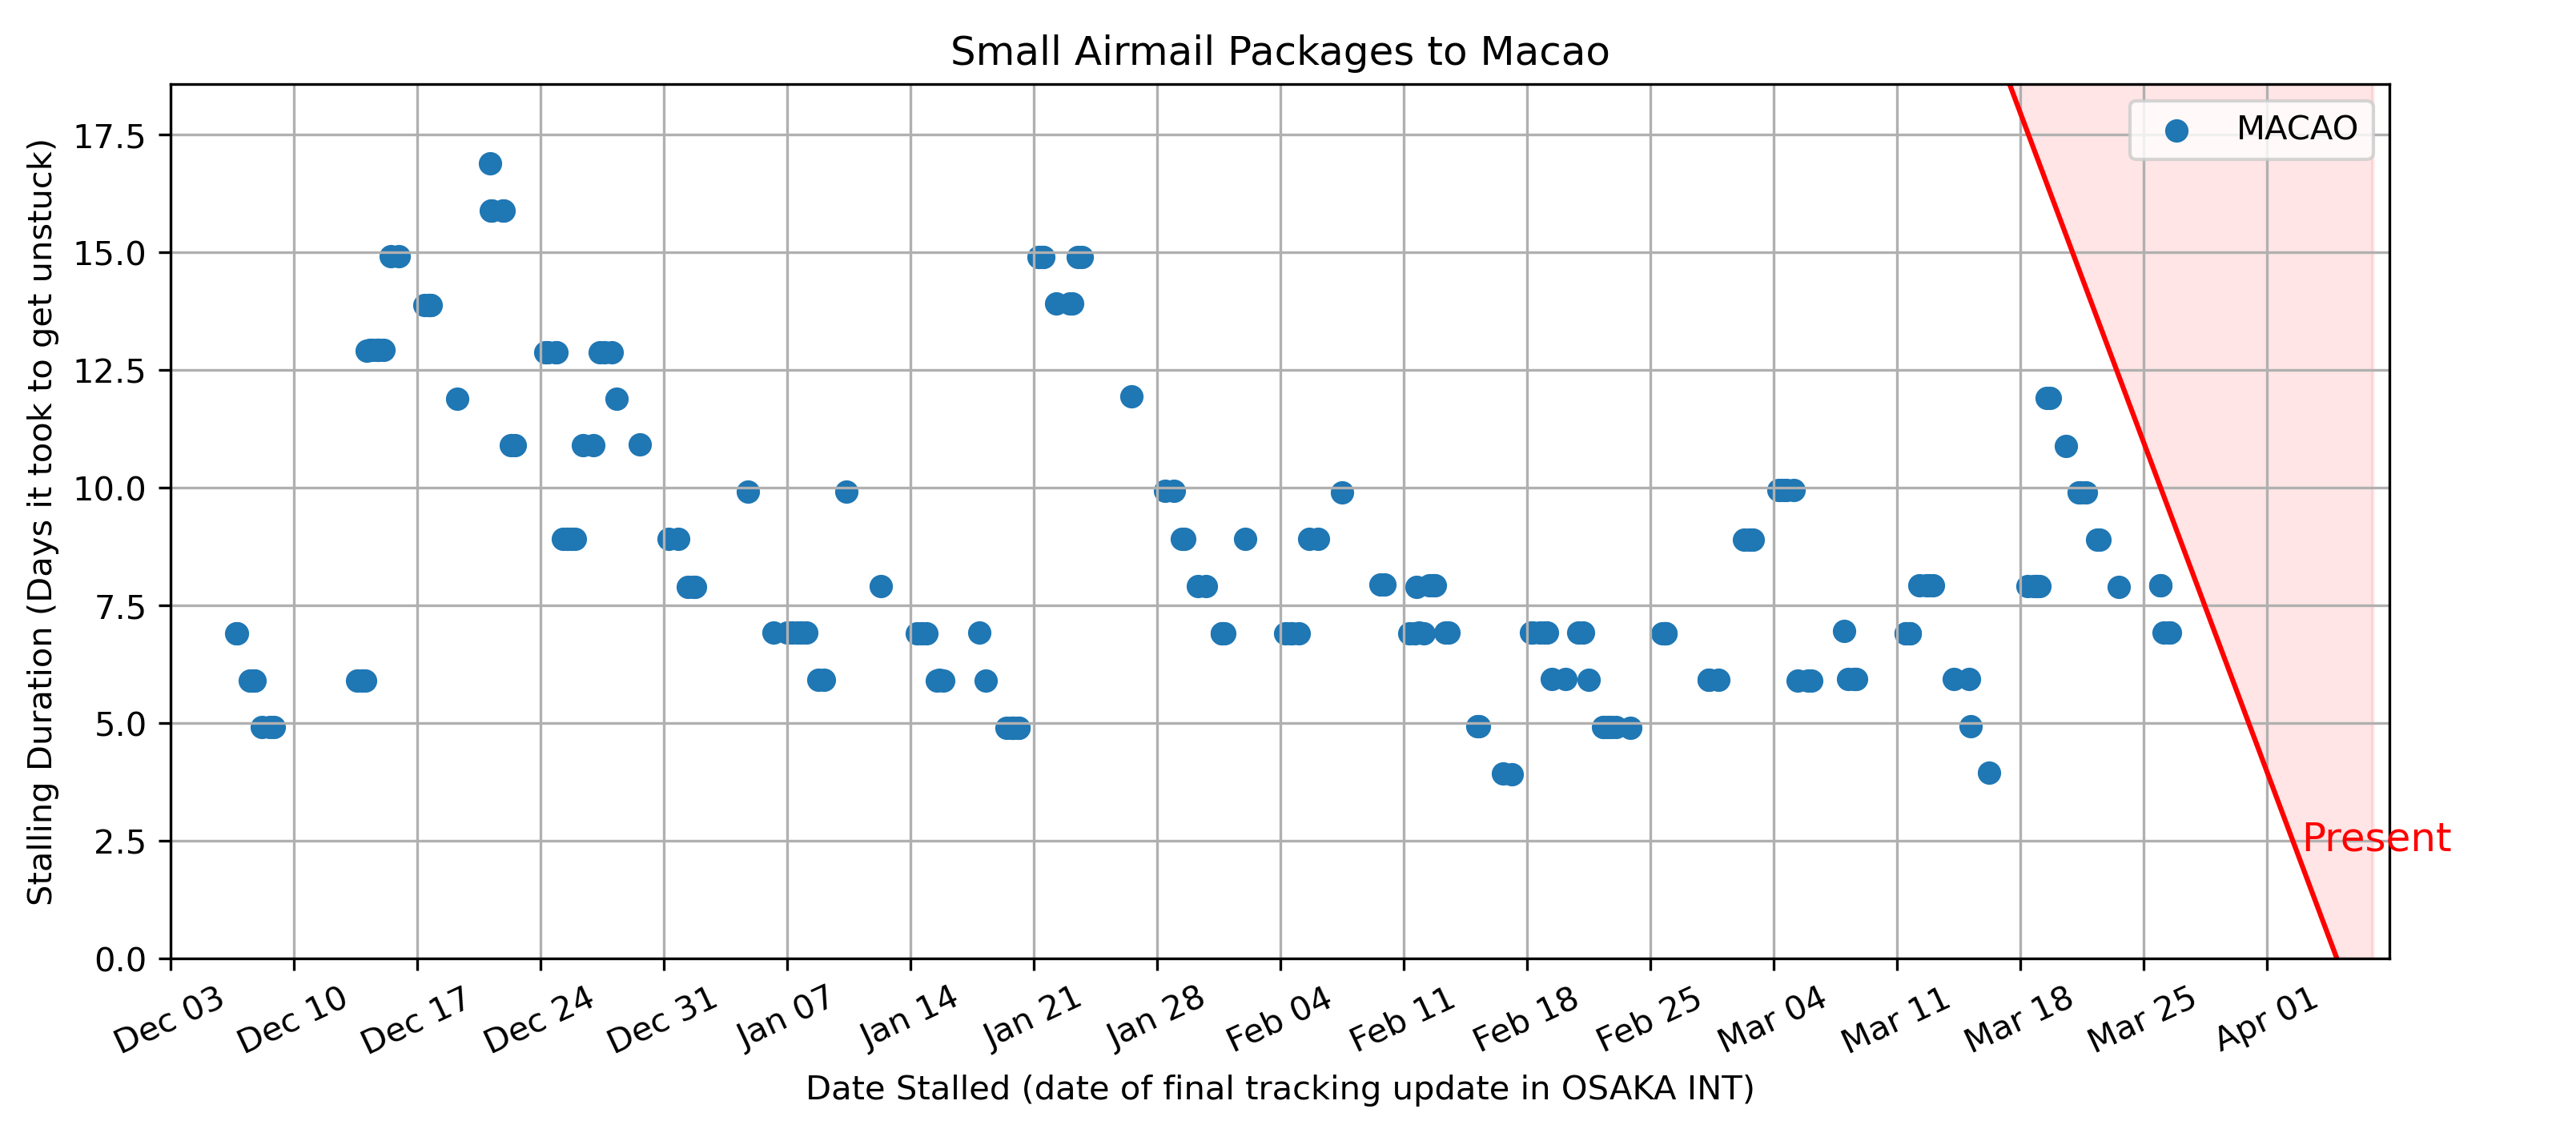 Small Airmail Packages to Macao
MACAO
Stalling Duration (Days it took to get unstuck)
17.5
15.0
12.5
10.0
7.5
5.0
2.5
0.0
Present
Dec 03
Dec 10
Dec 17
Dec 24
Dec 31
Jan 07
Jan 14
Jan 21
Jan 28
Feb 04
Feb 11
Feb 18
Feb 25
Mar 04
Mar 11
Mar 18
Mar 25
Apr 01
Date Stalled (date of final tracking update in OSAKA INT)